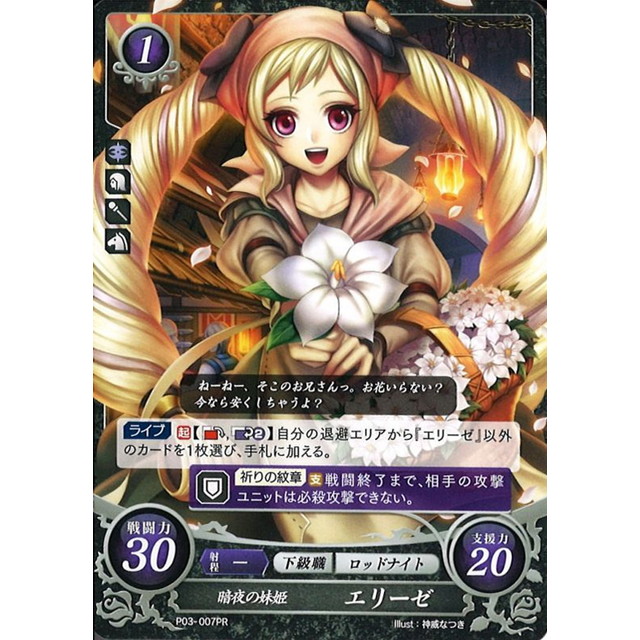 1
ねーねー、そこのお兄さんっ。お花いらない?
今なら安くしちゃうよ?
ライブ 起【 , 2】自分の退避エリアから『エリーゼ』以外
のカードを1枚選び、手札に加える。
祈りの紋章 支 戦闘終了まで、相手の攻撃
ユニットは必殺攻撃できない。
戦闘力
30
射程 ー 下級職 ロッドナイト
支援力
20
暗夜の妹姫 エリーゼ
P03-007PR Illust:神威なつき